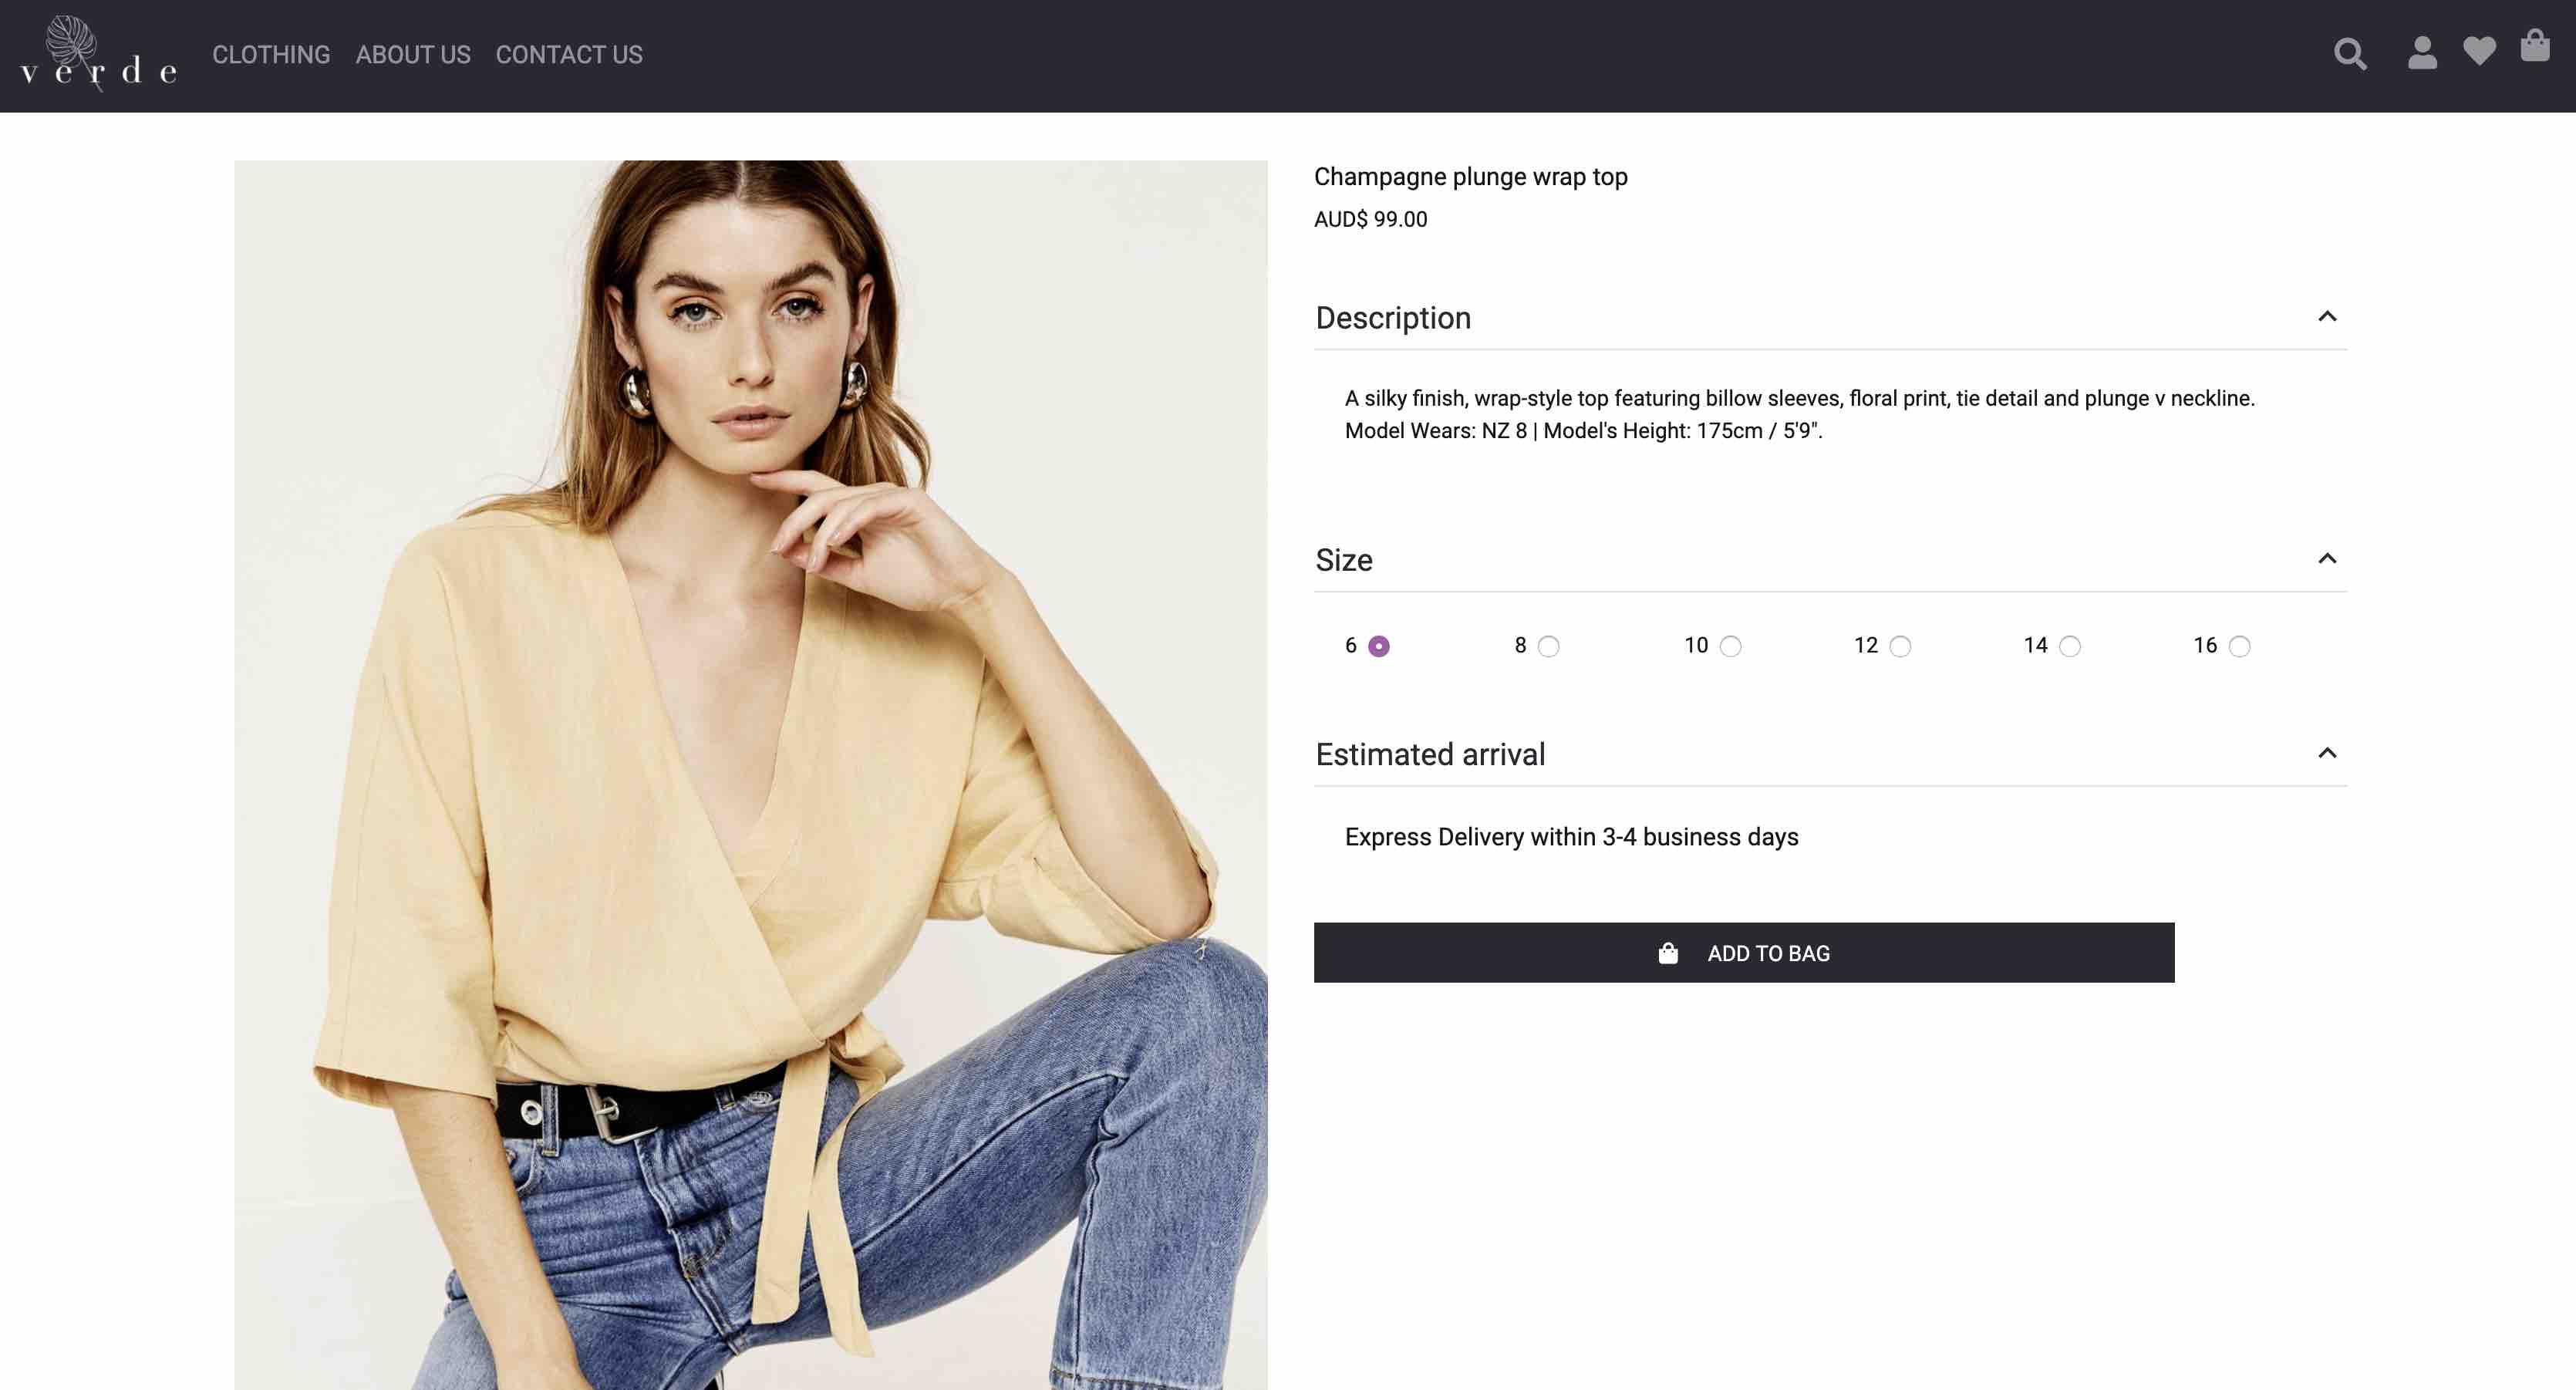 verde
CLOTHING ABOUT US CONTACT US
Champagne plunge wrap top
AUD$ 99.00
Description
A silky finish, wrap-style top featuring billow sleeves, floral print, tie detail and plunge v neckline.
Model Wears: NZ 8 | Model's Height: 175cm / 5'9".
Size
6 8 10 12 14 16
Estimated arrival
Express Delivery within 3-4 business days
ADD TO BAG